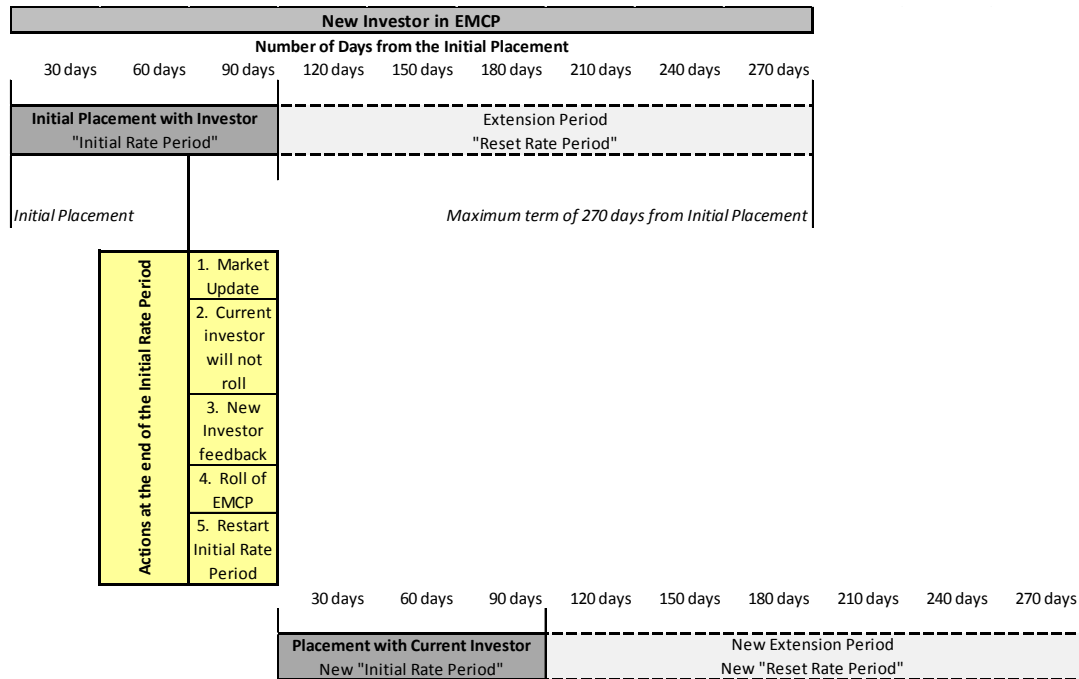 New Investor in EMCP
Number of Days from the Initial Placement
30 days 60 days 90 days 120 days 150 days 180 days 210 days 240 days 270 days
Initial Placement with Investor
"Initial Rate Period"
Extension Period
"Reset Rate Period"
Initial Placement
Maximum term of 270 days from Initial Placement
Actions at the end of the Initial Rate Period
1. Market
Update
2. Current
investor
will not
roll
3. New
Investor
feedback
4. Roll of
EMCP
5. Restart
Initial Rate
Period
30 days 60 days 90 days 120 days 150 days 180 days 210 days 240 days 270 days
Placement with Current Investor
New "Initial Rate Period"
New Extension Period
New "Reset Rate Period"